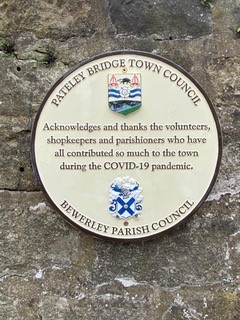 PATELEY BRIDGE TOWN COUNCIL
Acknowledges and thanks the volunteers,
shopkeepers and parishioners who have
all contributed so much to the town
during the COVID-19 pandemic.
BEWERLEY PARISH COUNCIL